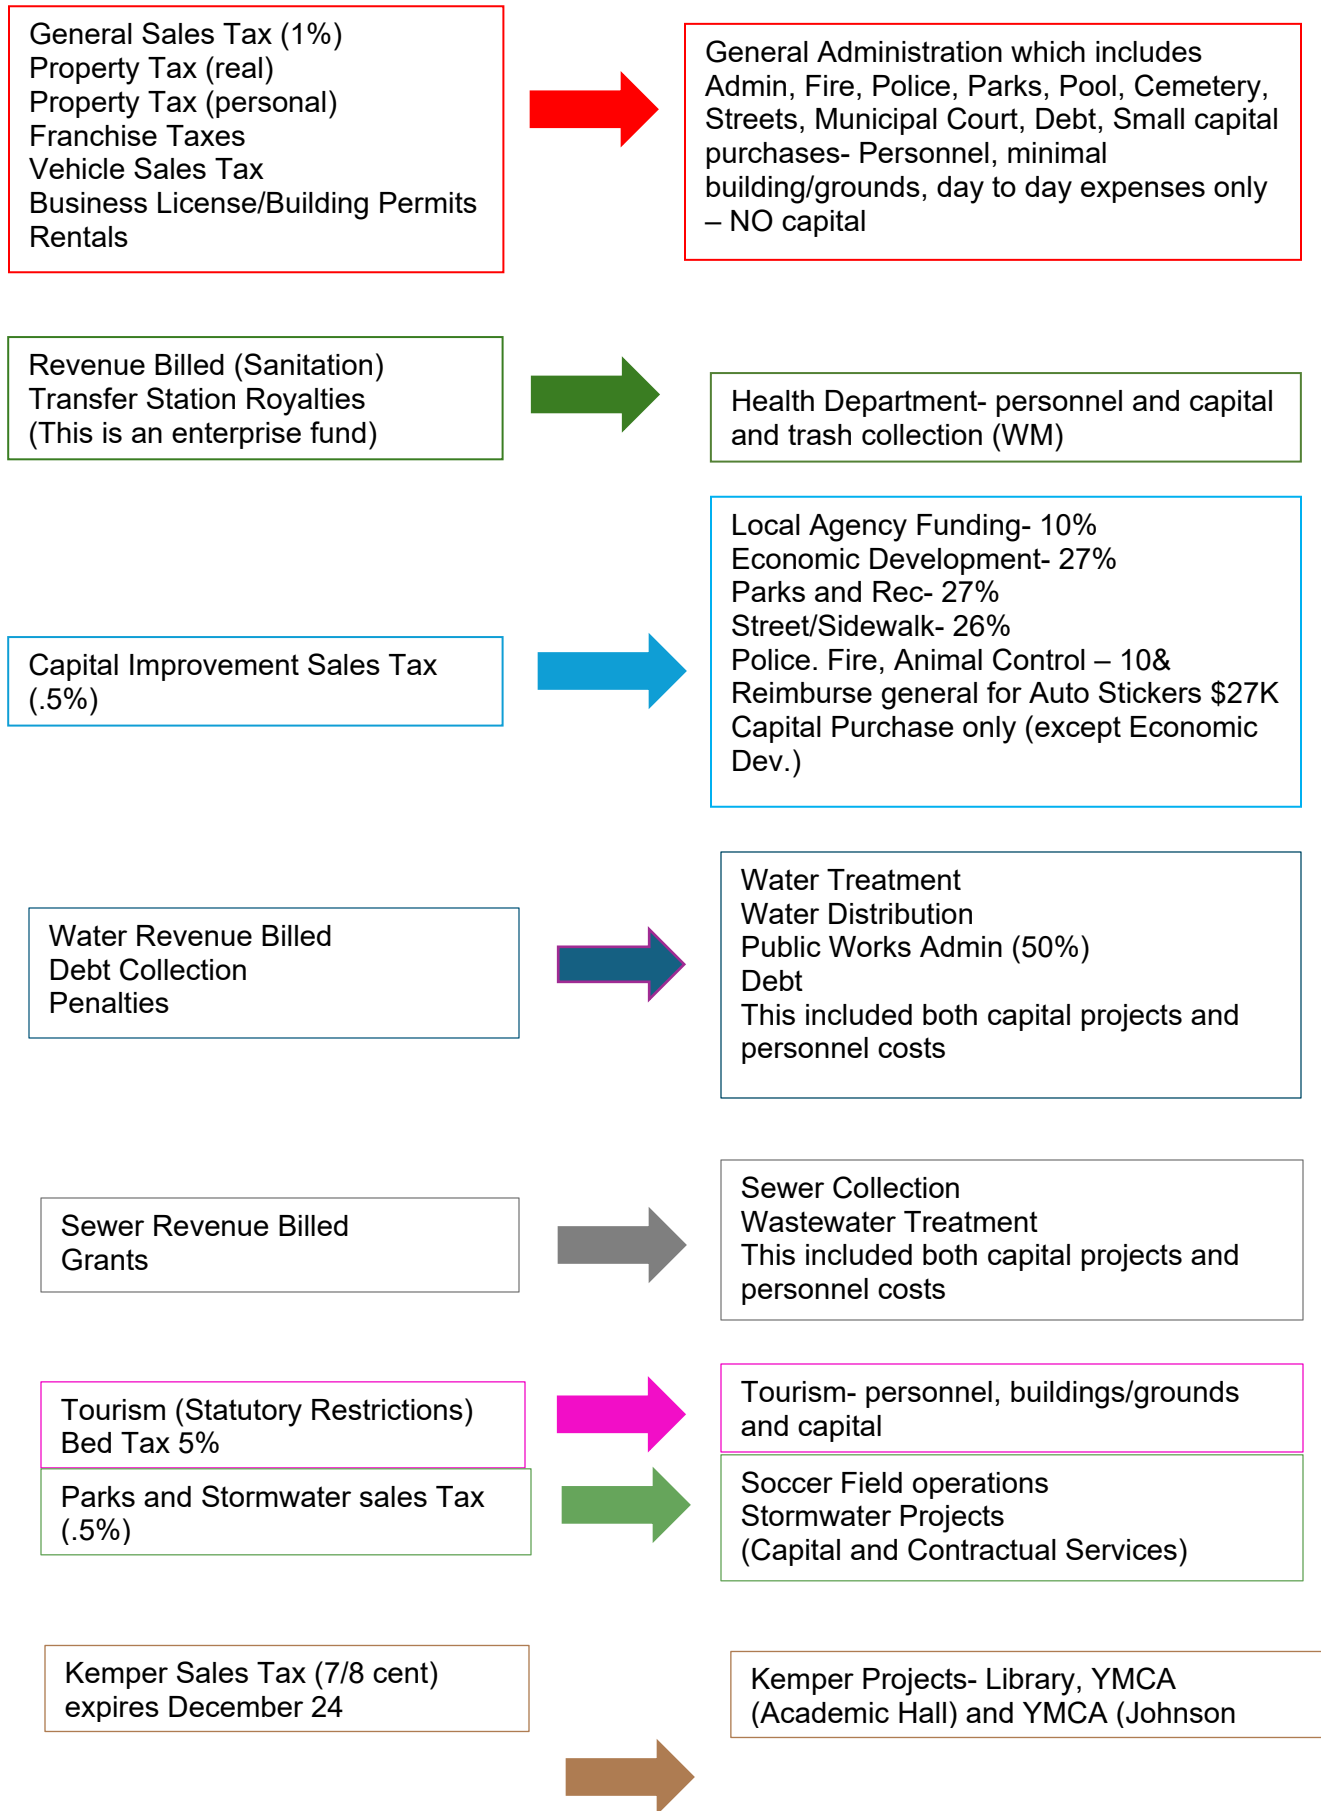 General Sales Tax (1%)
Property Tax (real)
Property Tax (personal)
Franchise Taxes
Vehicle Sales Tax
Business License/Building Permits
Rentals
General Administration which includes
Admin, Fire, Police, Parks, Pool, Cemetery,
Streets, Municipal Court, Debt, Small capital
purchases- Personnel, minimal
building/grounds, day to day expenses only
– NO capital
Revenue Billed (Sanitation)
Transfer Station Royalties
(This is an enterprise fund)
Health Department- personnel and capital
and trash collection (WM)
Capital Improvement Sales Tax
(.5%)
Local Agency Funding- 10%
Economic Development- 27%
Parks and Rec- 27%
Street/Sidewalk- 26%
Police. Fire, Animal Control – 10&
Reimburse general for Auto Stickers $27K
Capital Purchase only (except Economic
Dev.)
Water Revenue Billed
Debt Collection
Penalties
Water Treatment
Water Distribution
Public Works Admin (50%)
Debt
This included both capital projects and
personnel costs
Sewer Revenue Billed
Grants
Sewer Collection
Wastewater Treatment
This included both capital projects and
personnel costs
Tourism (Statutory Restrictions)
Bed Tax 5%
Tourism- personnel, buildings/grounds
and capital
Parks and Stormwater sales Tax
(.5%)
Soccer Field operations
Stormwater Projects
(Capital and Contractual Services)
Kemper Sales Tax (7/8 cent)
expires December 24
Kemper Projects- Library, YMCA
(Academic Hall) and YMCA (Johnson